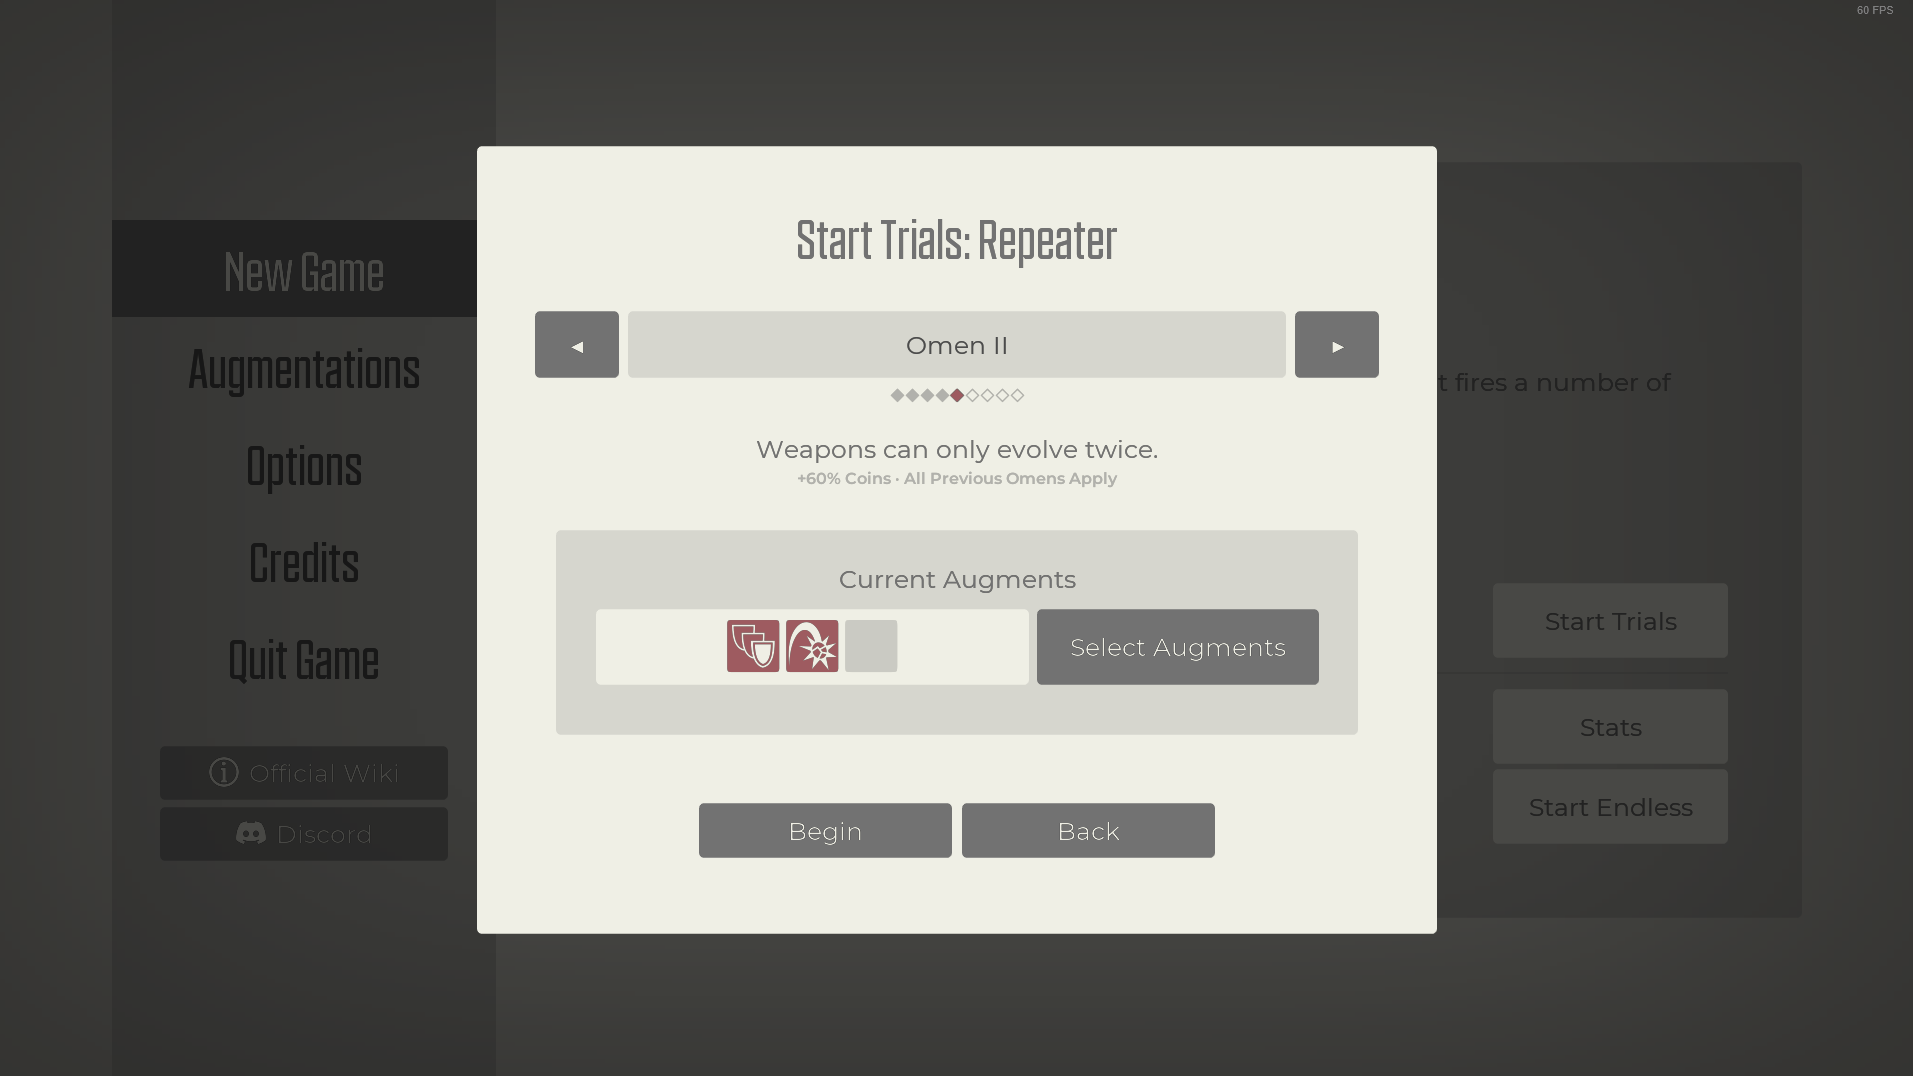 60 FPS
New Game
Augmentations
Options
Credits
Quit Game
Official Wiki
Discord
Start Trials: Repeater
◄
Omen II
►
Weapons can only evolve twice.
+60% Coins · All Previous Omens Apply
Current Augments
Select Augments
Begin
Back
t fires a number of
Start Trials
Stats
Start Endless